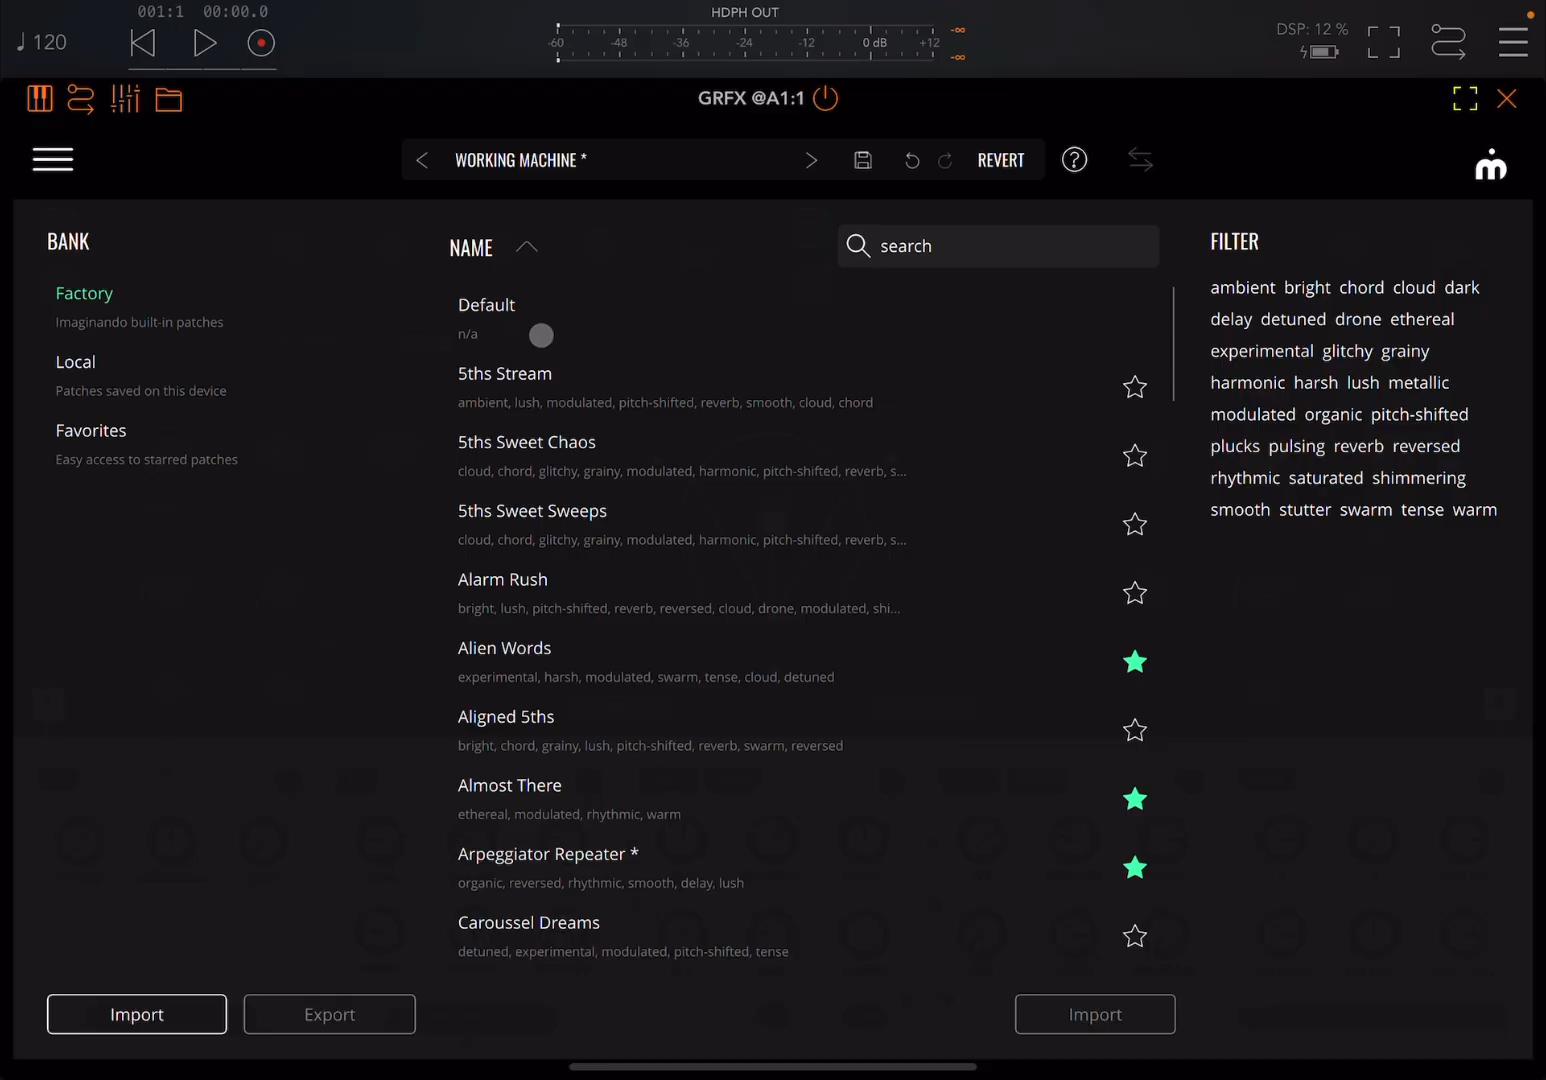 001:1 00:00.0
HDPH OUT
120
-60 -48 -36 -24 -12 0 dB +12
-∞
-∞
DSP: 12 %
GRFX @A1:1
WORKING MACHINE *
REVERT
?
BANK
NAME
search
FILTER
Factory
Imaginando built-in patches
Local
Patches saved on this device
Favorites
Easy access to starred patches
Default
n/a
5ths Stream
ambient, lush, modulated, pitch-shifted, reverb, smooth, cloud, chord
5ths Sweet Chaos
cloud, chord, glitchy, grainy, modulated, harmonic, pitch-shifted, reverb, s...
5ths Sweet Sweeps
cloud, chord, glitchy, grainy, modulated, harmonic, pitch-shifted, reverb, s...
Alarm Rush
bright, lush, pitch-shifted, reverb, reversed, cloud, drone, modulated, shi...
Alien Words
experimental, harsh, modulated, swarm, tense, cloud, detuned
Aligned 5ths
bright, chord, grainy, lush, pitch-shifted, reverb, swarm, reversed
Almost There
ethereal, modulated, rhythmic, warm
Arpeggiator Repeater *
organic, reversed, rhythmic, smooth, delay, lush
Caroussel Dreams
detuned, experimental, modulated, pitch-shifted, tense
ambient bright chord cloud dark
delay detuned drone ethereal
experimental glitchy grainy
harmonic harsh lush metallic
modulated organic pitch-shifted
plucks pulsing reverb reversed
rhythmic saturated shimmering
smooth stutter swarm tense warm
Import
Export
Import